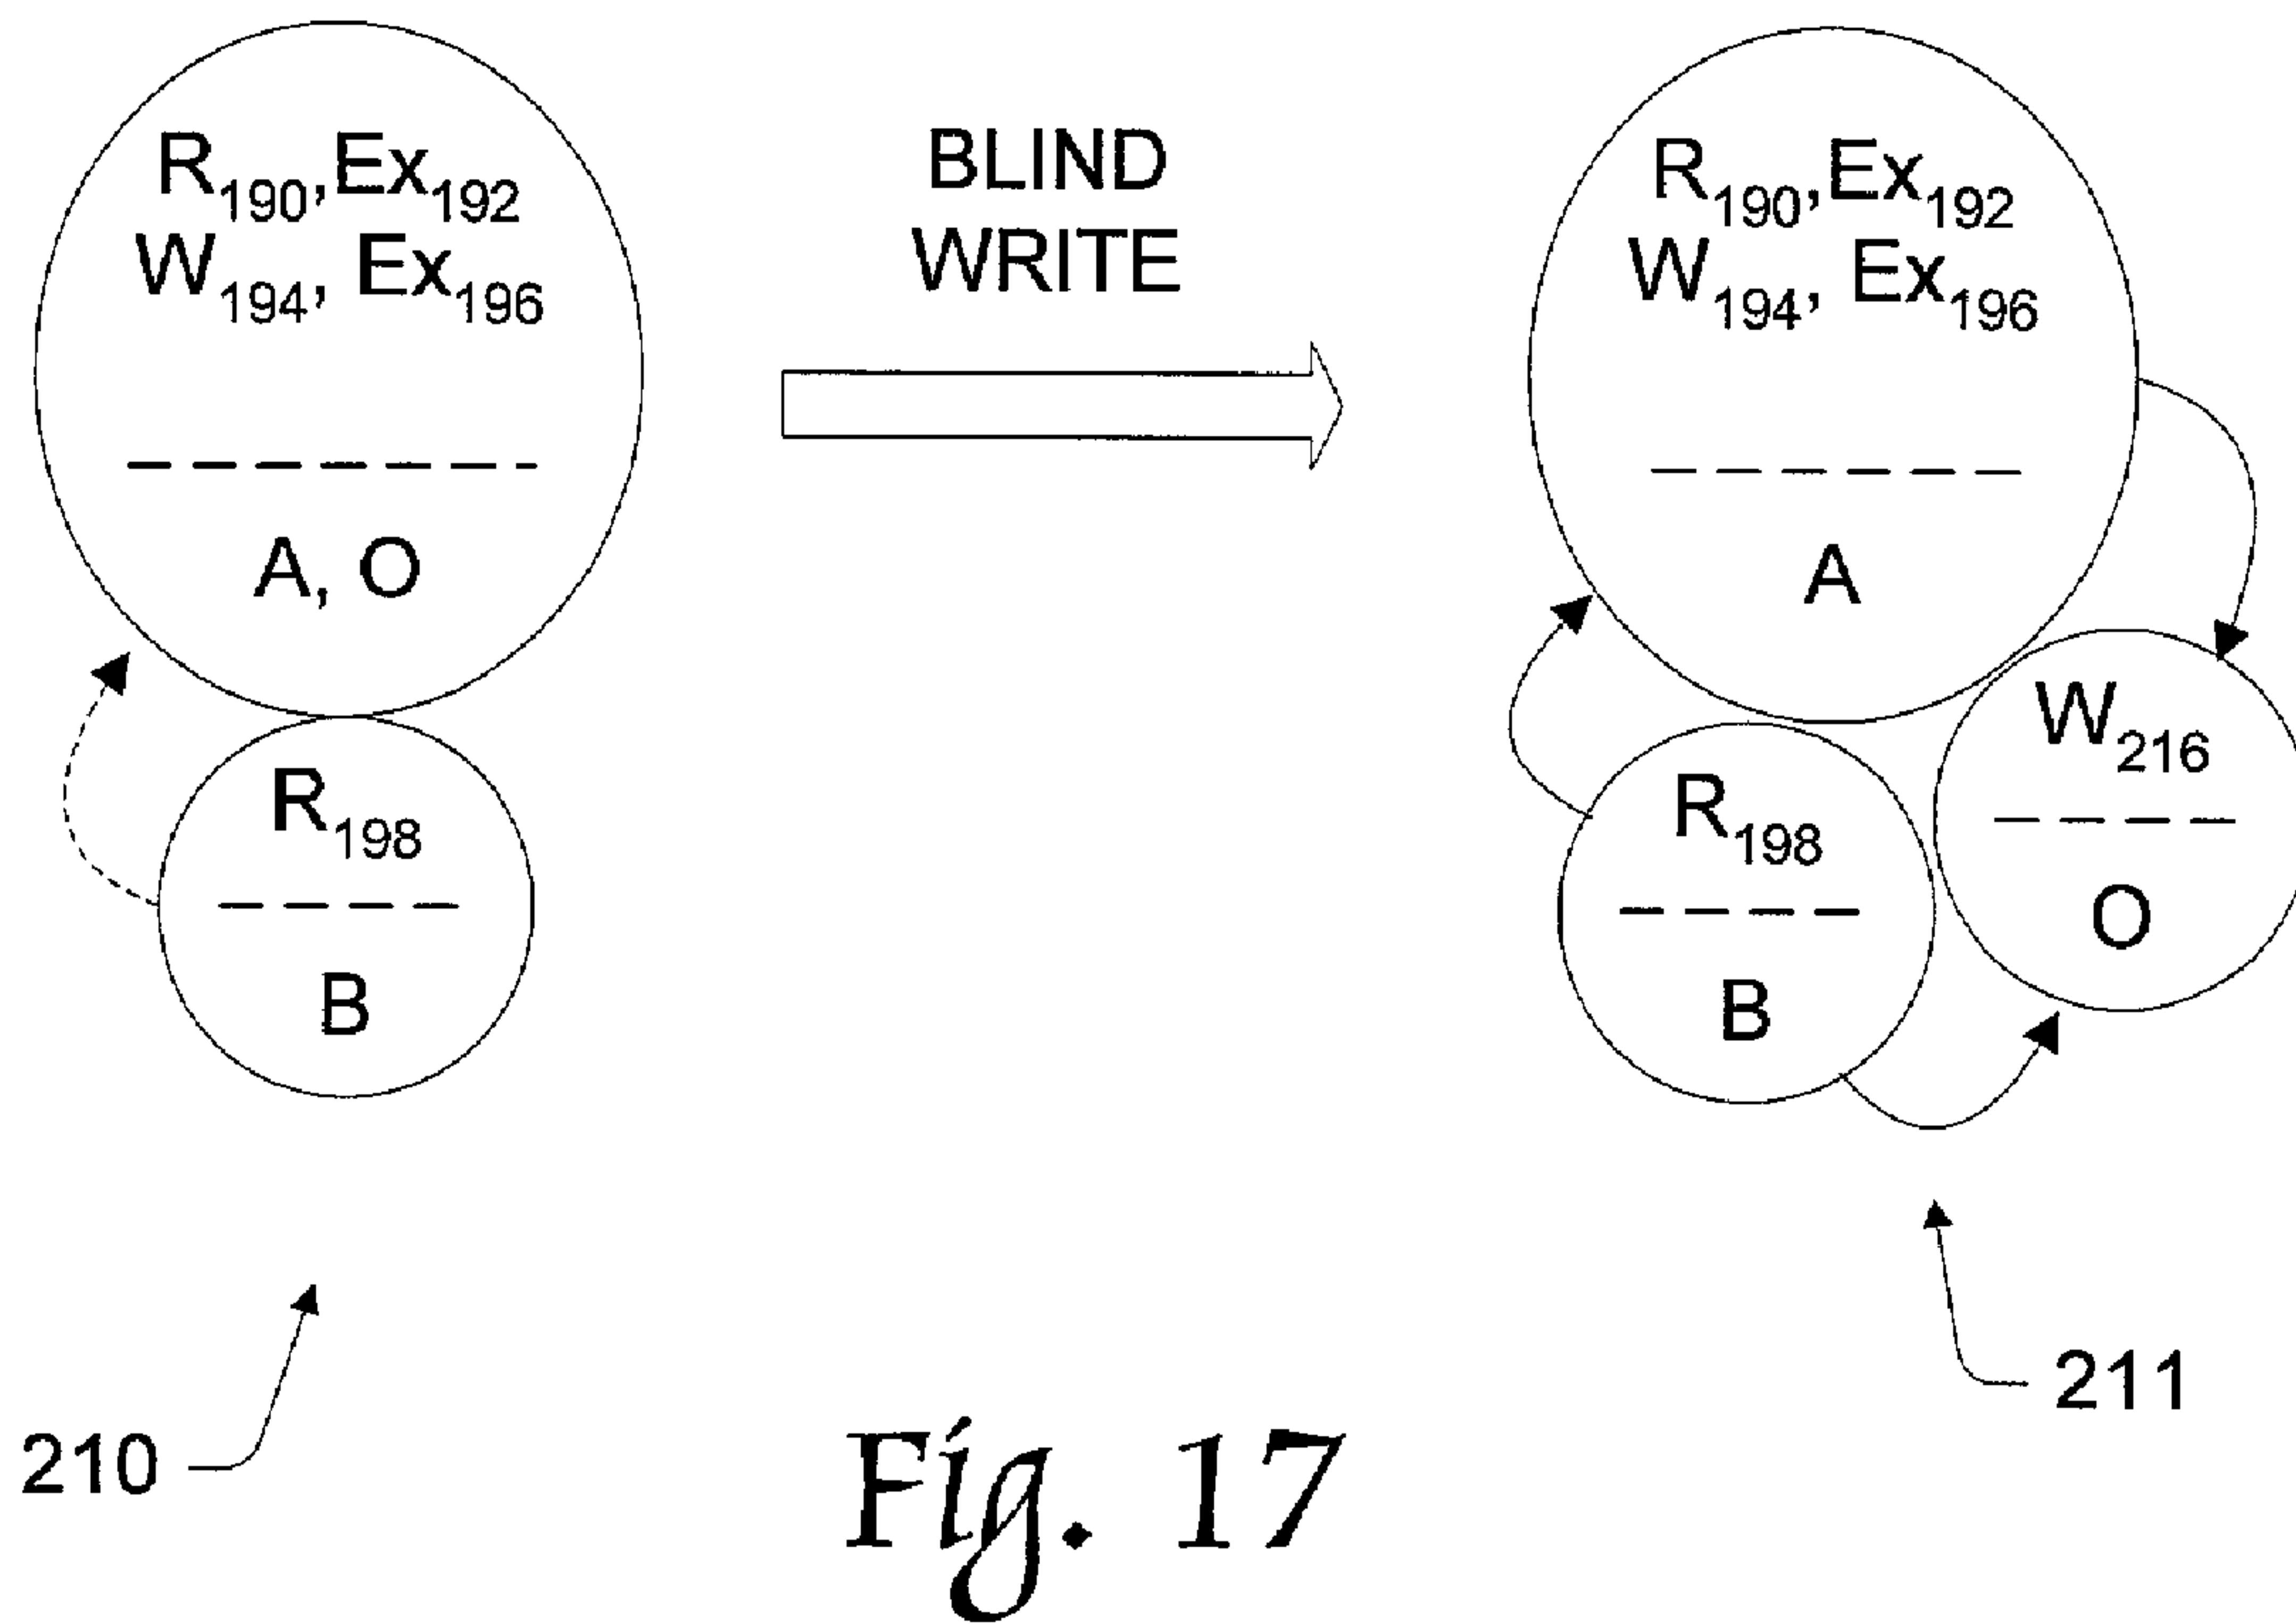 R190,Ex192
W194, Ex196
A, O
R198
B
BLIND
WRITE
R190,Ex192
W194, Ex196
A
W216
O
R198
B
210
211
Fig. 17